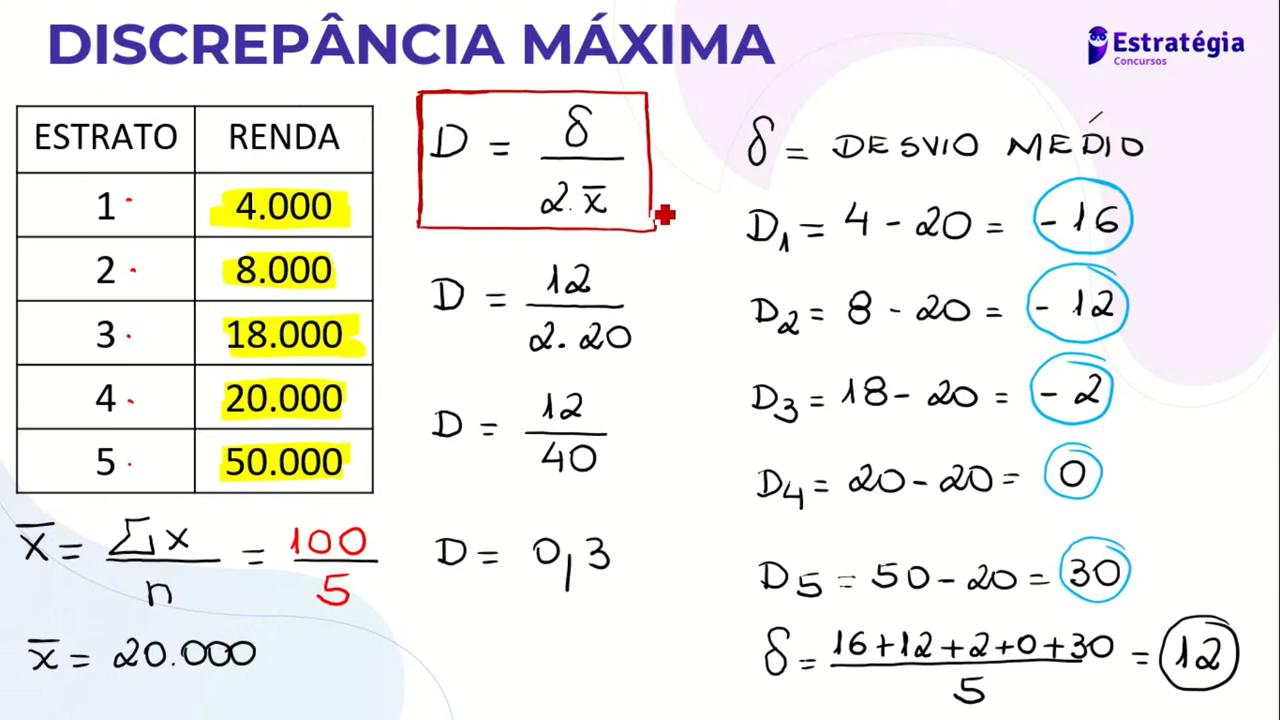 DISCREPÂNCIA MÁXIMA
Estratégia
Concursos
ESTRATO RENDA
1 4.000
2 8.000
3 18.000
4 20.000
5 50.000
x̅ = Σx / n = 100 / 5
x̅ = 20.000
D = δ / 2.x̅
D = 12 / 2.20
D = 12 / 40
D = 0,3
δ = DESVIO MÉDIO
D₁ = 4 - 20 = -16
D₂ = 8 - 20 = -12
D₃ = 18 - 20 = -2
D₄ = 20 - 20 = 0
D₅ = 50 - 20 = 30
δ = 16+12+2+0+30 / 5 = 12